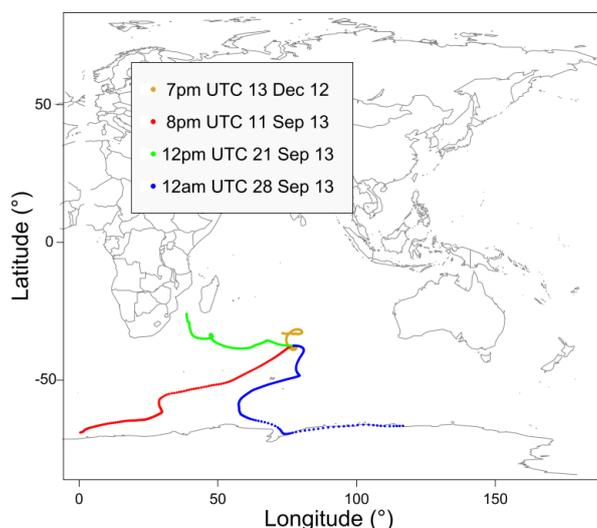 7pm UTC 13 Dec 12
8pm UTC 11 Sep 13
12pm UTC 21 Sep 13
12am UTC 28 Sep 13
50
0
-50
Latitude (°)
0 50 100 150
Longitude (°)